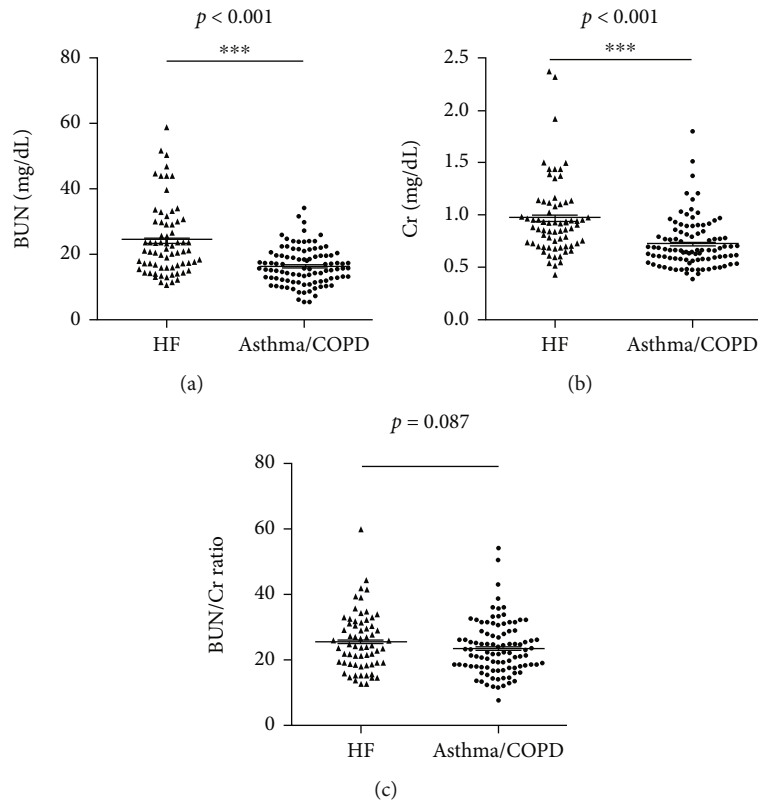 p < 0.001
***
80
60
40
20
0
BUN (mg/dL)
HF Asthma/COPD
(a)
p < 0.001
***
2.5
2.0
1.5
1.0
0.5
0.0
Cr (mg/dL)
HF Asthma/COPD
(b)
p = 0.087
80
60
40
20
0
BUN/Cr ratio
HF Asthma/COPD
(c)